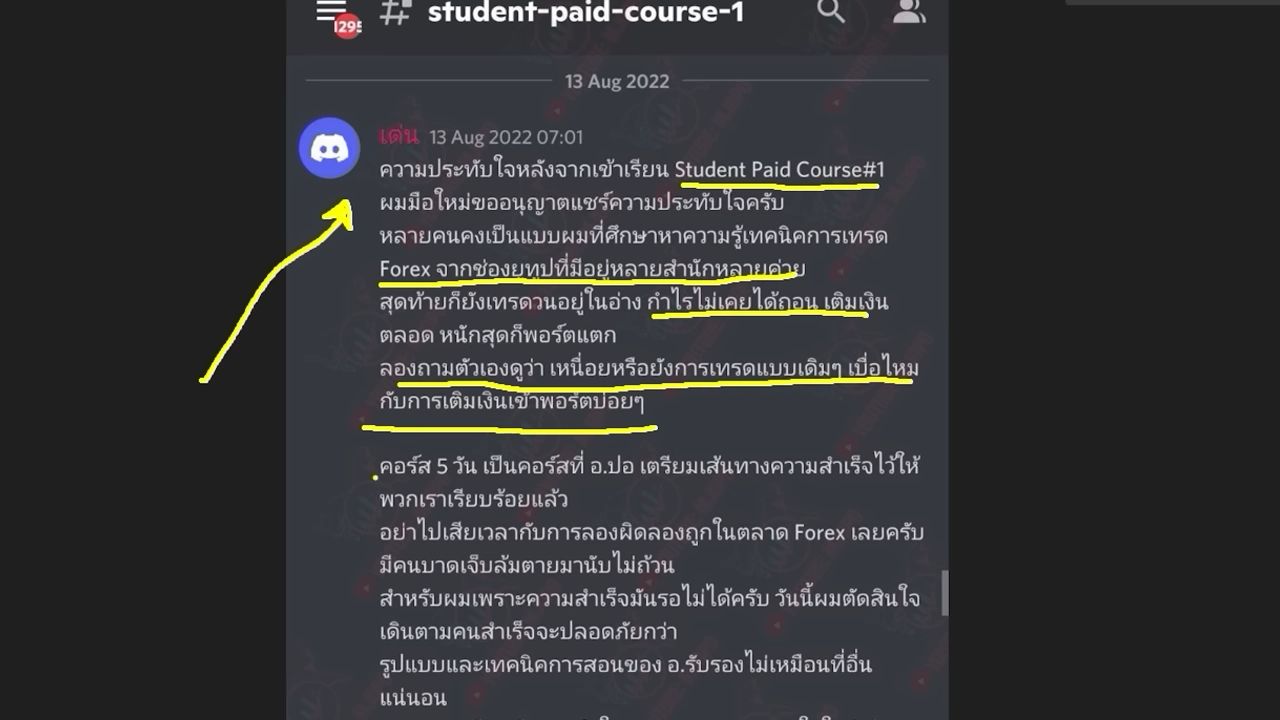 1295
# student-paid-course-1
13 Aug 2022
เด่น 13 Aug 2022 07:01
ความประทับใจหลังจากเข้าเรียน Student Paid Course#1
ผมมือใหม่ขออนุญาตแชร์ความประทับใจครับ
หลายคนคงเป็นแบบผมที่ศึกษาหาความรู้เทคนิคการเทรด
Forex จากช่องยูทูปที่มีอยู่หลายสำนักหลายค่าย
สุดท้ายก็ยังเทรดวนอยู่ในอ่าง กำไรไม่เคยได้ถอน เติมเงิน
ตลอด หนักสุดก็พอร์ตแตก
ลองถามตัวเองดูว่า เหนื่อยหรือยังการเทรดแบบเดิมๆ เบื่อไหม
กับการเติมเงินเข้าพอร์ตบ่อยๆ
คอร์ส 5 วัน เป็นคอร์สที่ อ.ปอ เตรียมเส้นทางความสำเร็จไว้ให้
พวกเราเรียบร้อยแล้ว
อย่าไปเสียเวลากับการลองผิดลองถูกในตลาด Forex เลยครับ
มีคนบาดเจ็บล้มตายมานับไม่ถ้วน
สำหรับผมเพราะความสำเร็จมันรอไม่ได้ครับ วันนี้ผมตัดสินใจ
เดินตามคนสำเร็จจะปลอดภัยกว่า
รูปแบบและเทคนิคการสอนของ อ.รับรองไม่เหมือนที่อื่น
แน่นอน